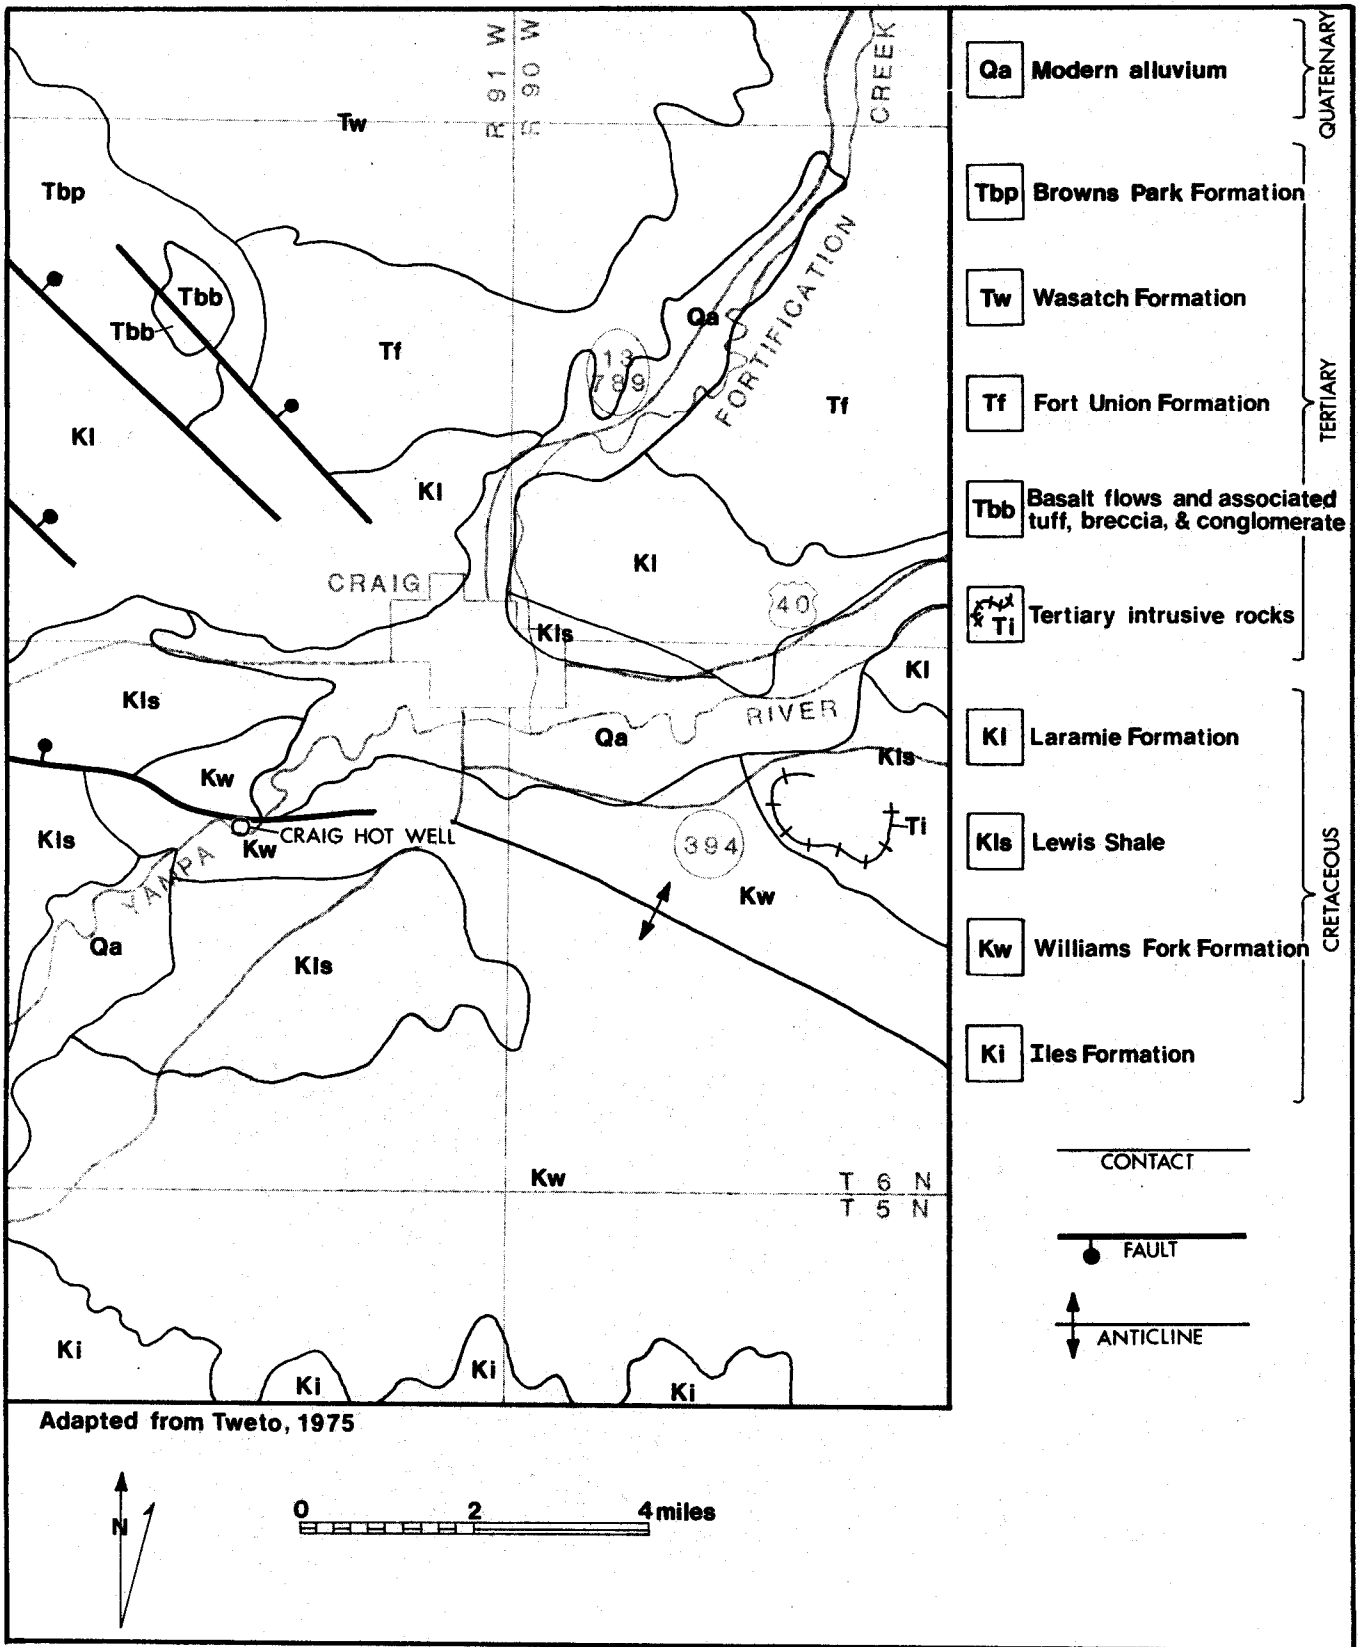 R 91 W
R 90 W
CREEK
Tw
Tbp
Tbb
Tbb
Tf
Qa
FORTIFICATION
13
789
Tf
Kl
Kl
Kl
CRAIG
40
Kls
Kl
Kls
RIVER
Qa
Kls
Kw
CRAIG HOT WELL
Kls
Kw
YAMPA
394
Ti
Kw
Qa
Kls
Kw
T 6 N
T 5 N
Ki
Ki
Ki
Ki
Qa Modern alluvium
QUATERNARY
Tbp Browns Park Formation
Tw Wasatch Formation
Tf Fort Union Formation
TERTIARY
Tbb Basalt flows and associated
tuff, breccia, & conglomerate
Ti Tertiary intrusive rocks
Kl Laramie Formation
Kls Lewis Shale
CRETACEOUS
Kw Williams Fork Formation
Ki Iles Formation
CONTACT
FAULT
ANTICLINE
Adapted from Tweto, 1975
N
0 2 4 miles